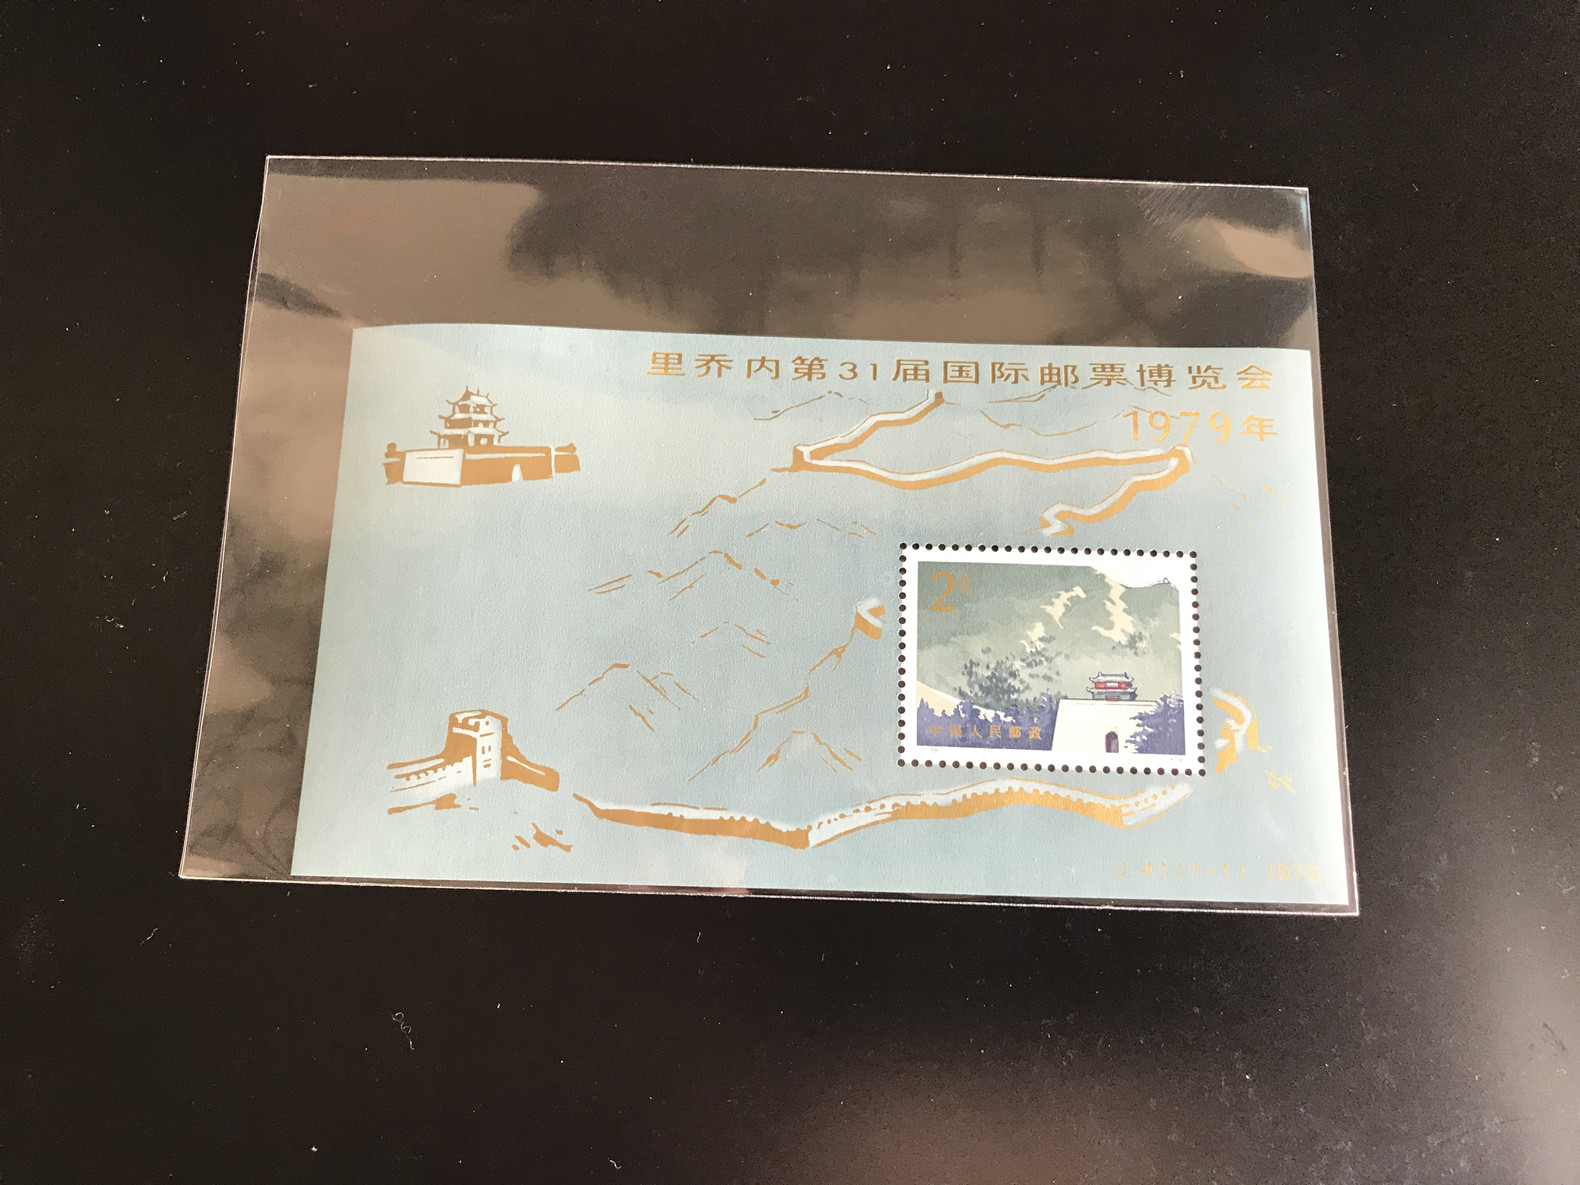 里乔内第31届国际邮票博览会
1979年
2元
中国人民邮政
J 41 (1-1) 1979